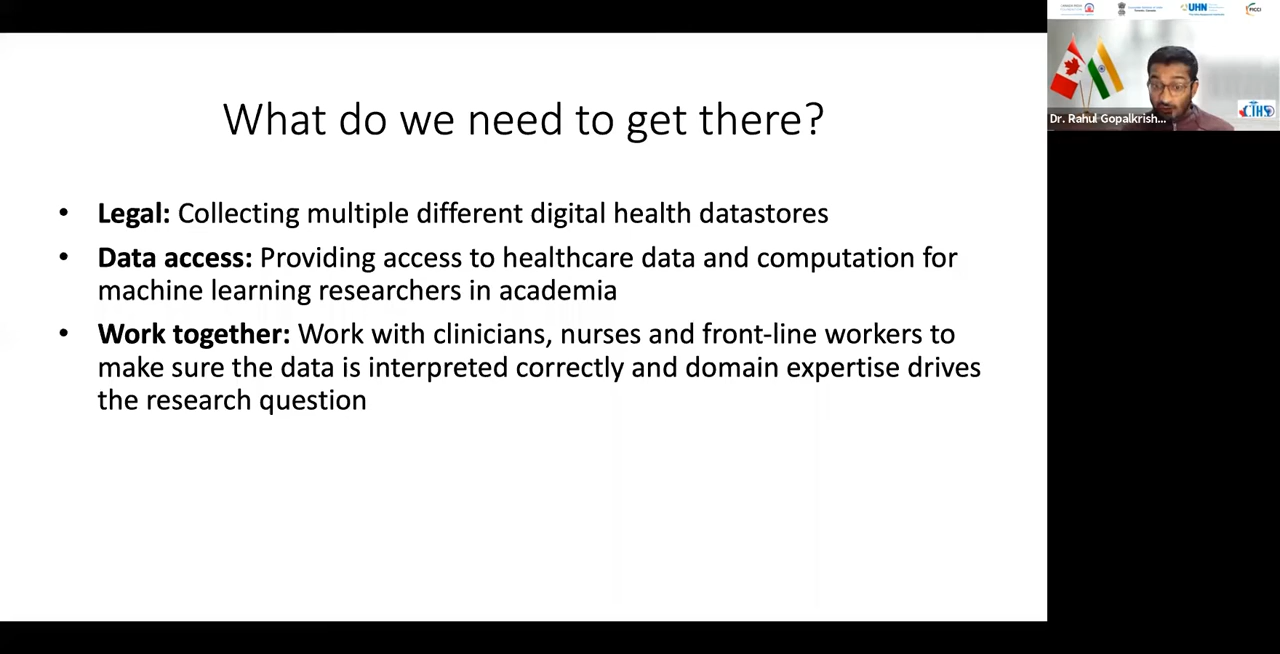 UHN
FICCI
What do we need to get there?
• Legal: Collecting multiple different digital health datastores
• Data access: Providing access to healthcare data and computation for
machine learning researchers in academia
• Work together: Work with clinicians, nurses and front-line workers to
make sure the data is interpreted correctly and domain expertise drives
the research question
Dr. Rahul Gopalkrish...